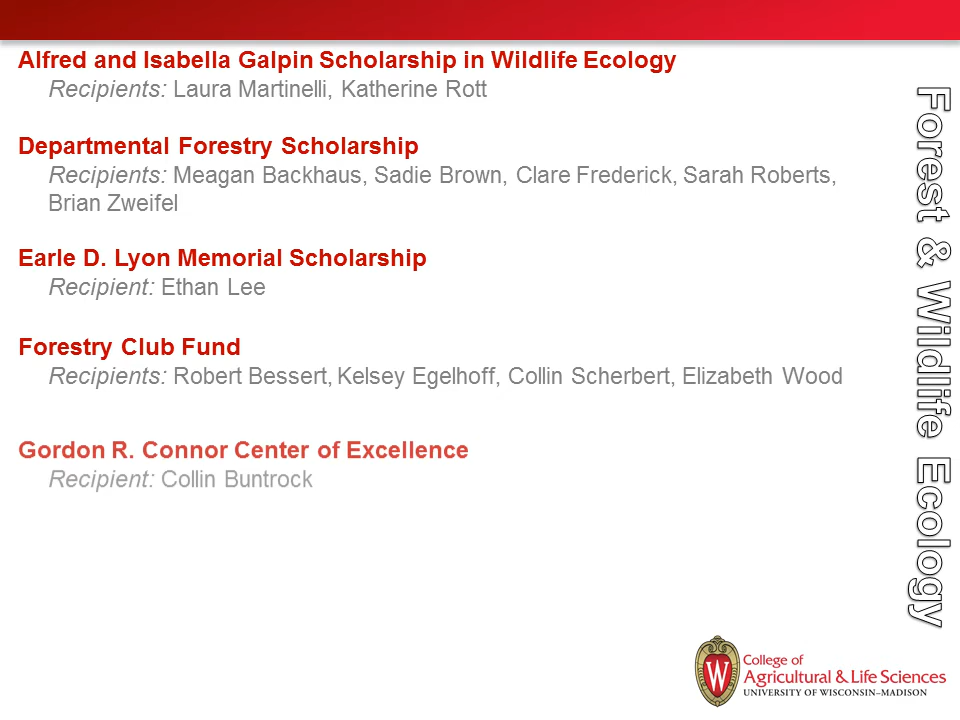 Alfred and Isabella Galpin Scholarship in Wildlife Ecology
Recipients: Laura Martinelli, Katherine Rott
Departmental Forestry Scholarship
Recipients: Meagan Backhaus, Sadie Brown, Clare Frederick, Sarah Roberts,
Brian Zweifel
Earle D. Lyon Memorial Scholarship
Recipient: Ethan Lee
Forestry Club Fund
Recipients: Robert Bessert, Kelsey Egelhoff, Collin Scherbert, Elizabeth Wood
Gordon R. Connor Center of Excellence
Recipient: Collin Buntrock
Forest & Wildlife Ecology
W
College of
Agricultural & Life Sciences
UNIVERSITY OF WISCONSIN–MADISON